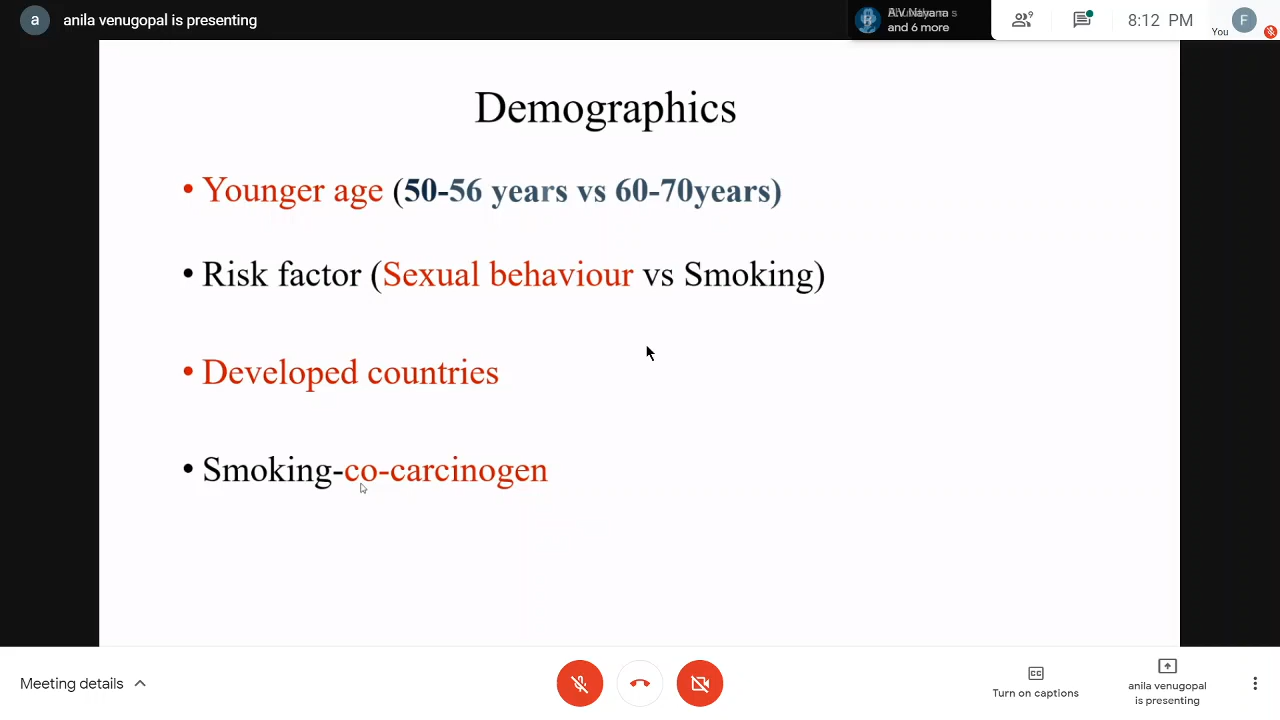 a
anila venugopal is presenting
and 6 more
9
8:12 PM
You
F
Demographics
• Younger age (50-56 years vs 60-70years)
• Risk factor (Sexual behaviour vs Smoking)
• Developed countries
• Smoking-co-carcinogen
Meeting details
CC
Turn on captions
anila venugopal
is presenting